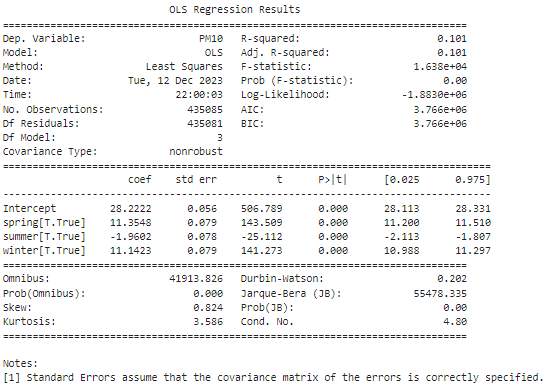 OLS Regression Results
==============================================================================
Dep. Variable: PM10 R-squared: 0.101
Model: OLS Adj. R-squared: 0.101
Method: Least Squares F-statistic: 1.638e+04
Date: Tue, 12 Dec 2023 Prob (F-statistic): 0.00
Time: 22:00:03 Log-Likelihood: -1.8830e+06
No. Observations: 435085 AIC: 3.766e+06
Df Residuals: 435081 BIC: 3.766e+06
Df Model: 3
Covariance Type: nonrobust
==================================================================================
coef std err t P>|t| [0.025 0.975]
----------------------------------------------------------------------------------
Intercept 28.2222 0.056 506.789 0.000 28.113 28.331
spring[T.True] 11.3548 0.079 143.509 0.000 11.200 11.510
summer[T.True] -1.9602 0.078 -25.112 0.000 -2.113 -1.807
winter[T.True] 11.1423 0.079 141.273 0.000 10.988 11.297
==============================================================================
Omnibus: 41913.826 Durbin-Watson: 0.202
Prob(Omnibus): 0.000 Jarque-Bera (JB): 55478.335
Skew: 0.824 Prob(JB): 0.00
Kurtosis: 3.586 Cond. No. 4.80
==============================================================================
Notes:
[1] Standard Errors assume that the covariance matrix of the errors is correctly specified.